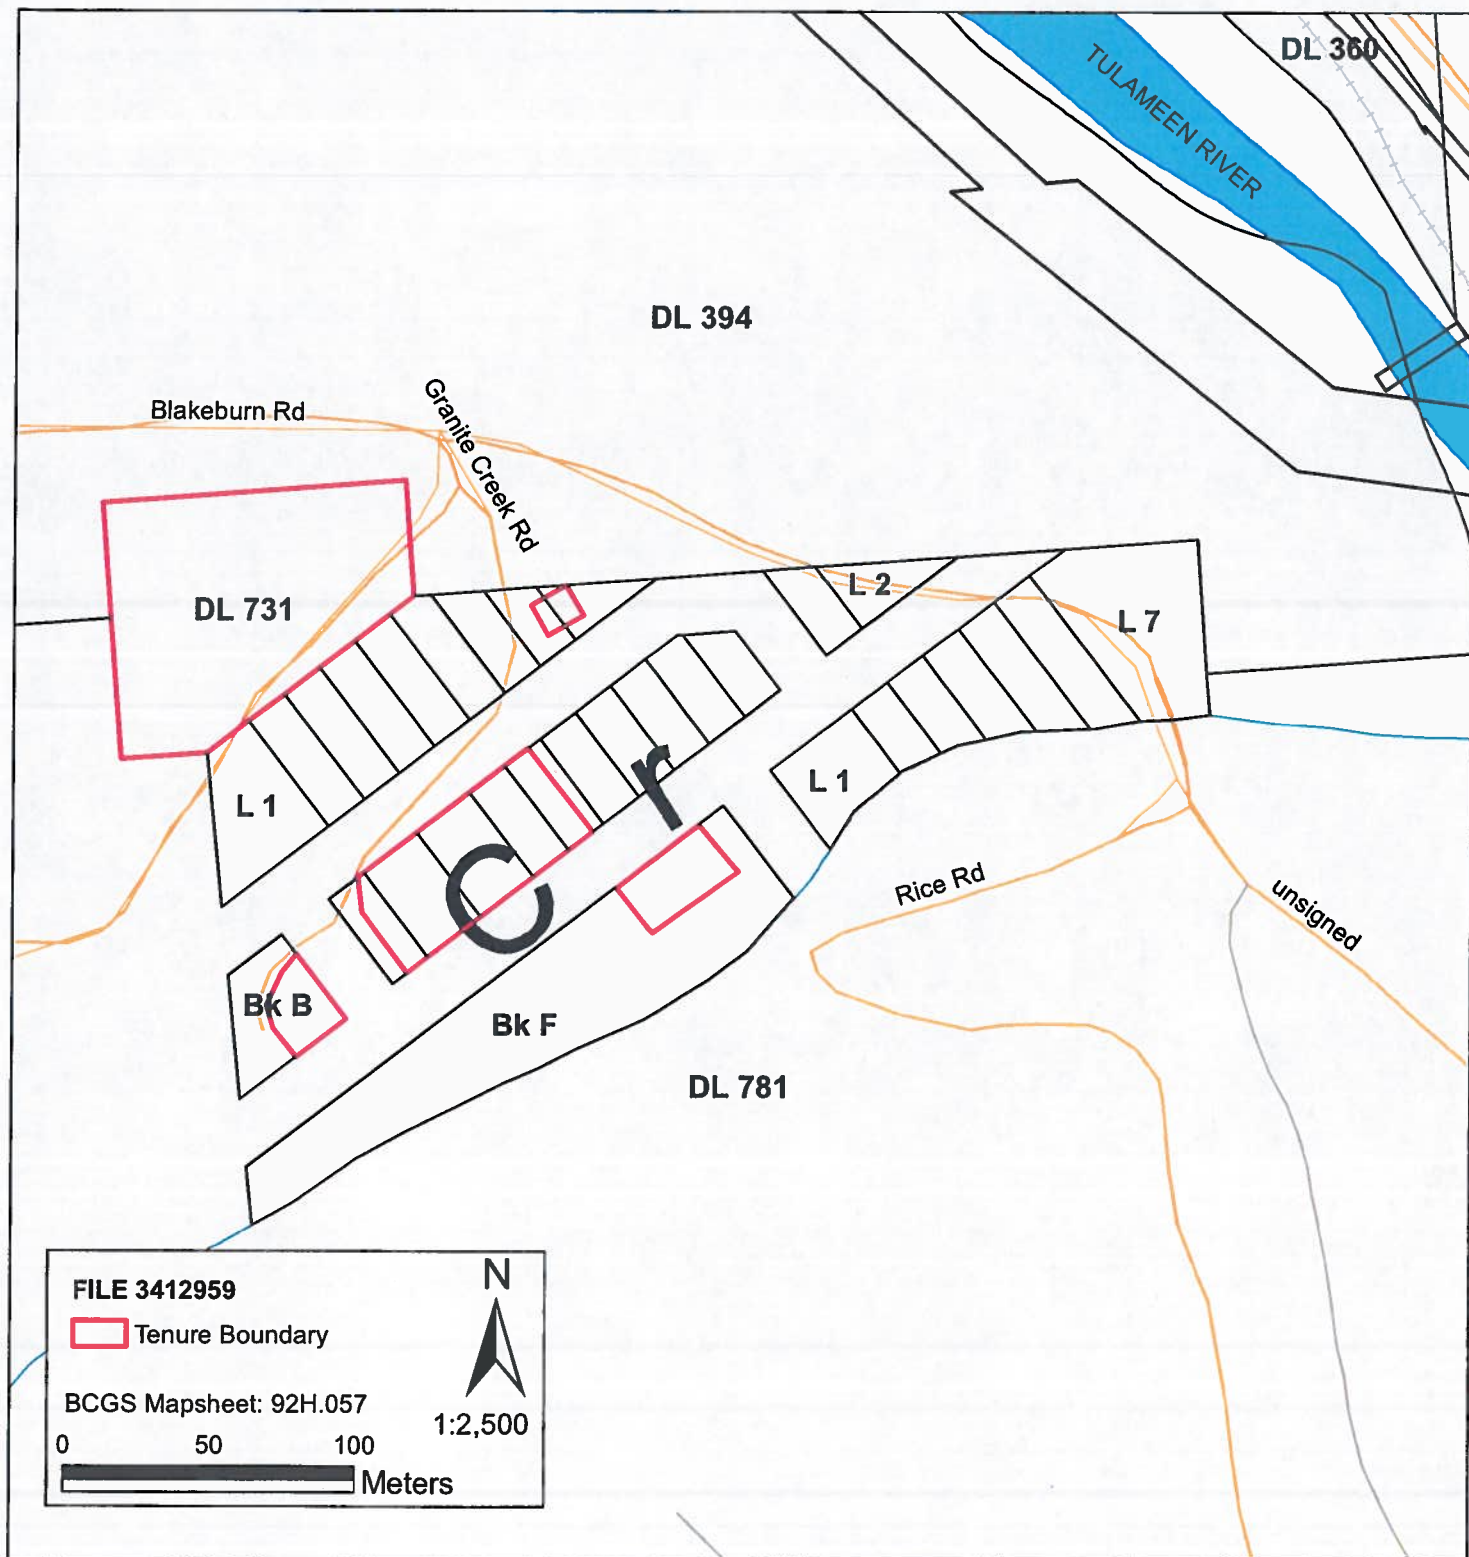 DL 360
TULAMEEN RIVER
DL 394
Blakeburn Rd
Granite Creek Rd
DL 731
L 2
L 7
L 1
L 1
r
C
Rice Rd
unsigned
Bk B
Bk F
DL 781
FILE 3412959
N
Tenure Boundary
BCGS Mapsheet: 92H.057
1:2,500
0 50 100
Meters